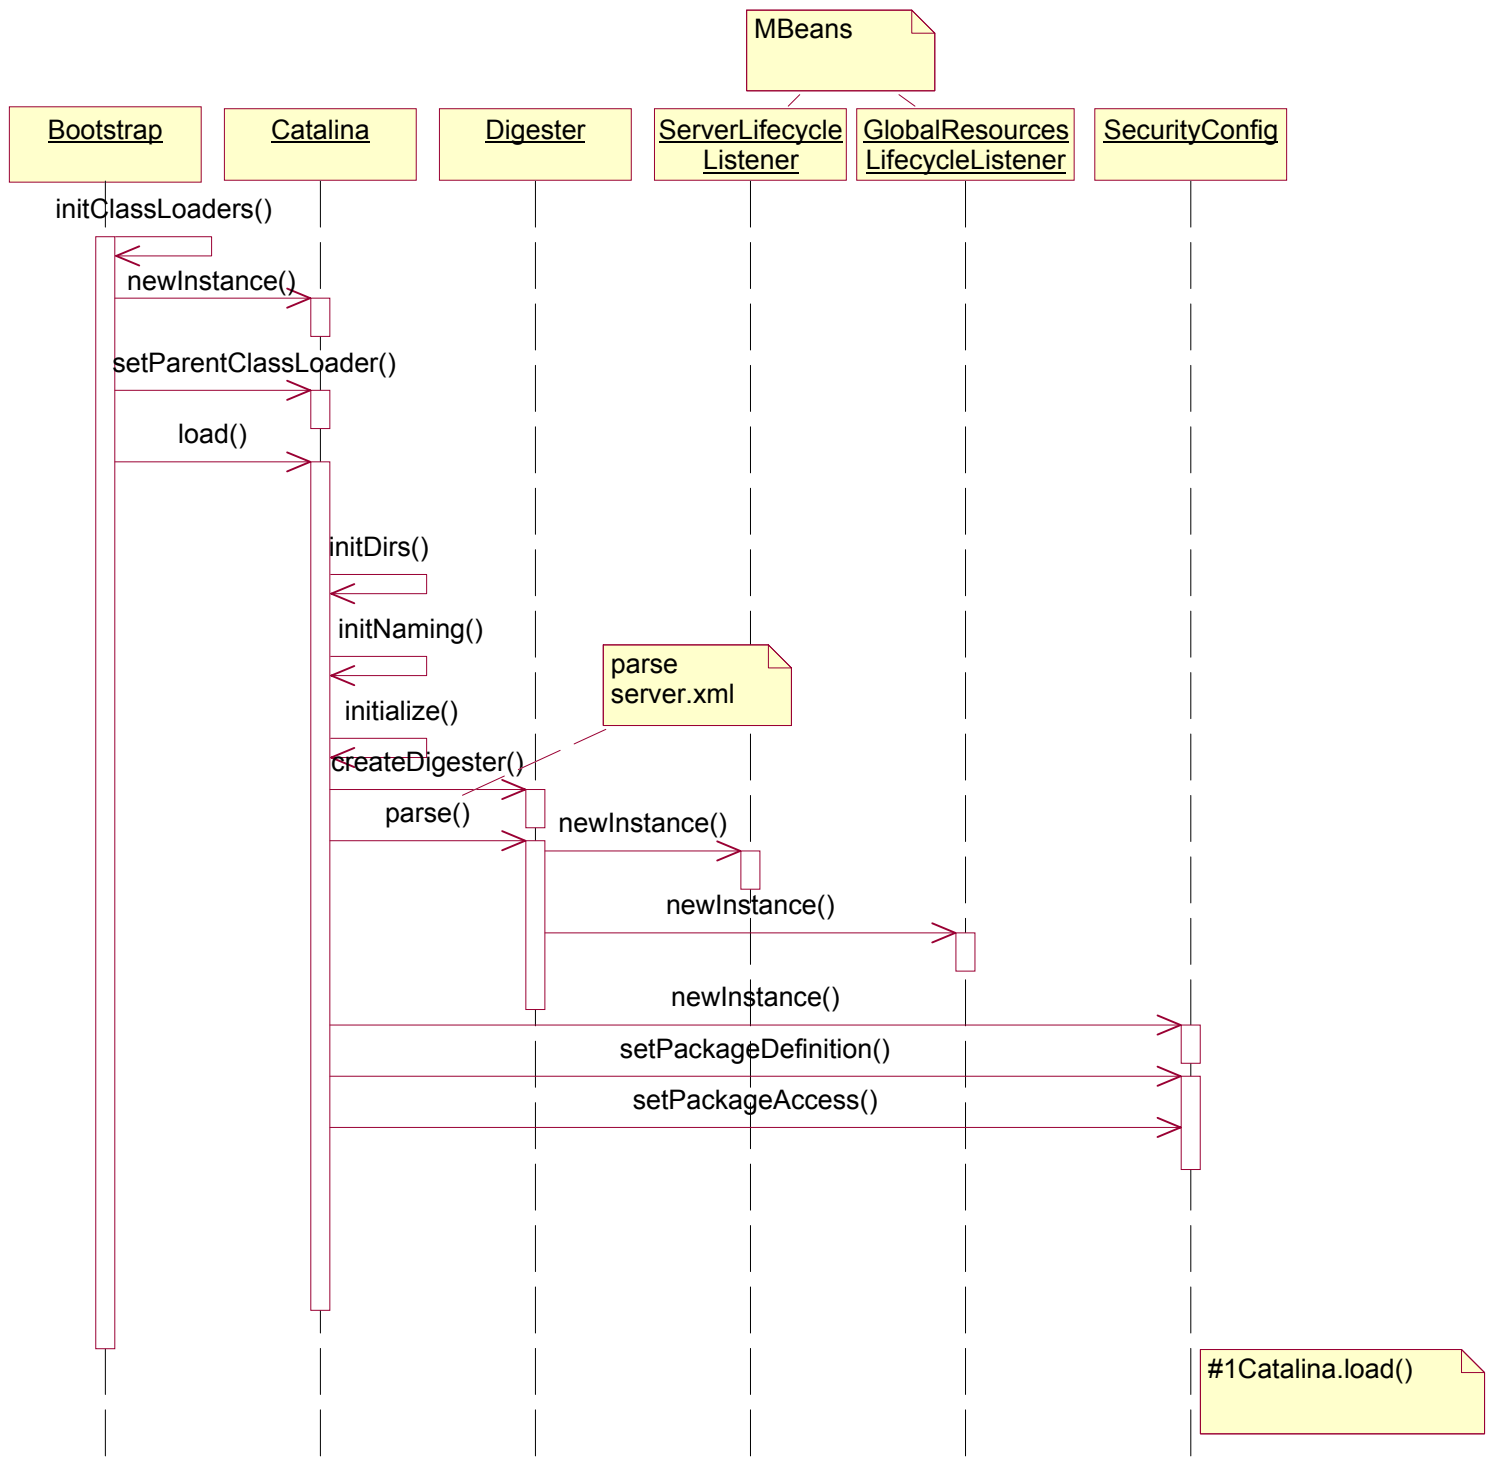 MBeans
Bootstrap
Catalina
Digester
ServerLifecycle
Listener
GlobalResources
LifecycleListener
SecurityConfig
initClassLoaders()
newInstance()
setParentClassLoader()
load()
initDirs()
initNaming()
parse
server.xml
initialize()
createDigester()
parse()
newInstance()
newInstance()
newInstance()
setPackageDefinition()
setPackageAccess()
#1Catalina.load()